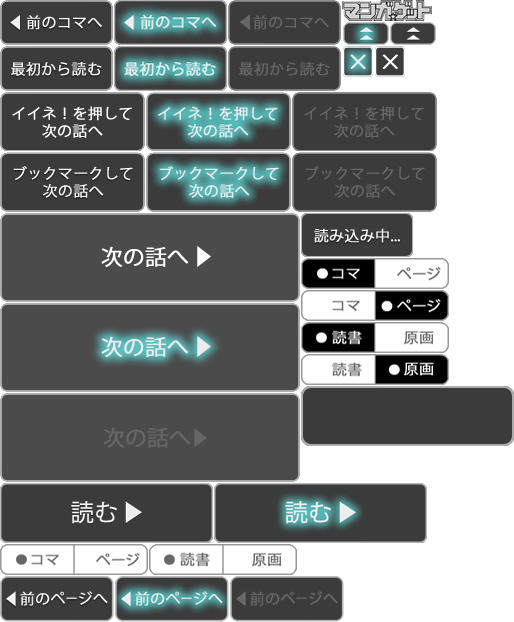 ◀ 前のコマへ
◀ 前のコマへ
◀ 前のコマへ
マンガ☆ゲット
最初から読む
最初から読む
最初から読む
イイネ！を押して
次の話へ
イイネ！を押して
次の話へ
イイネ！を押して
次の話へ
ブックマークして
次の話へ
ブックマークして
次の話へ
ブックマークして
次の話へ
次の話へ ▶
読み込み中...
●コマ ページ
コマ ●ページ
●読書 原画
読書 ●原画
次の話へ ▶
次の話へ▶
読む ▶
読む ▶
●コマ ページ
●読書 原画
◀前のページへ
◀前のページへ
◀前のページへ